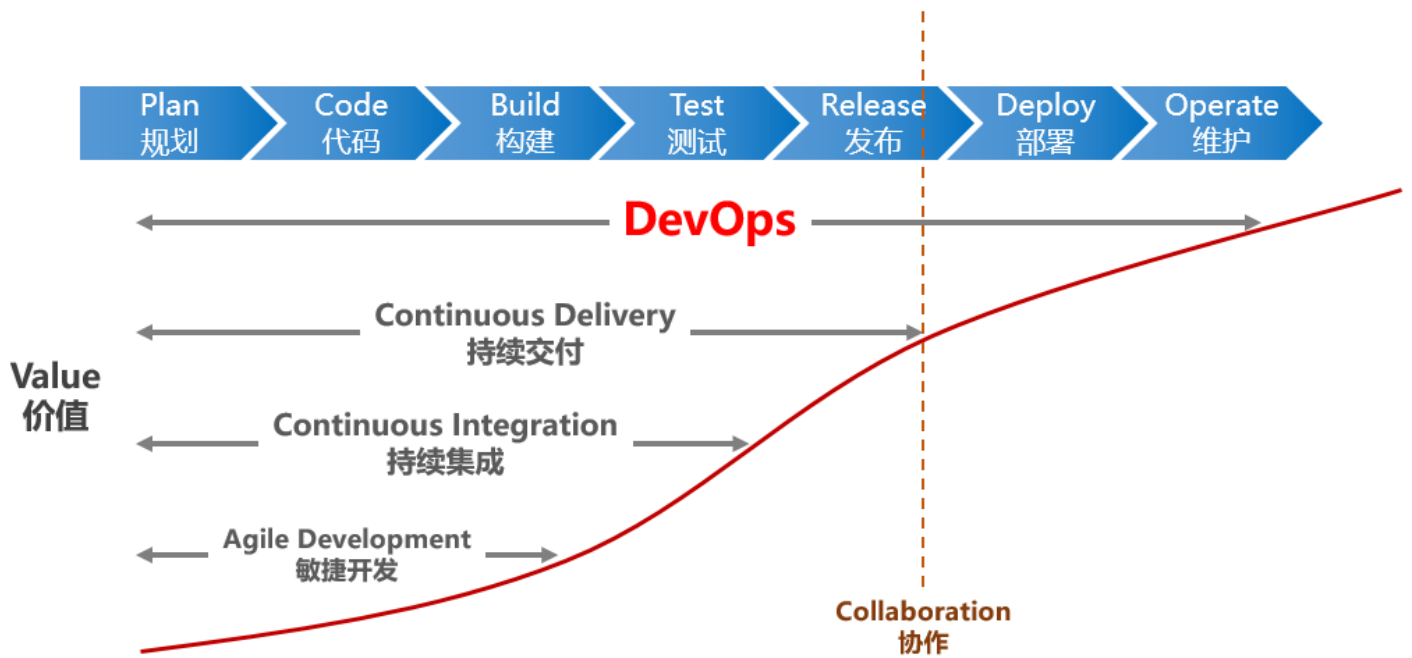 Plan
规划
Code
代码
Build
构建
Test
测试
Release
发布
Deploy
部署
Operate
维护
DevOps
Continuous Delivery
持续交付
Value
价值
Continuous Integration
持续集成
Agile Development
敏捷开发
Collaboration
协作